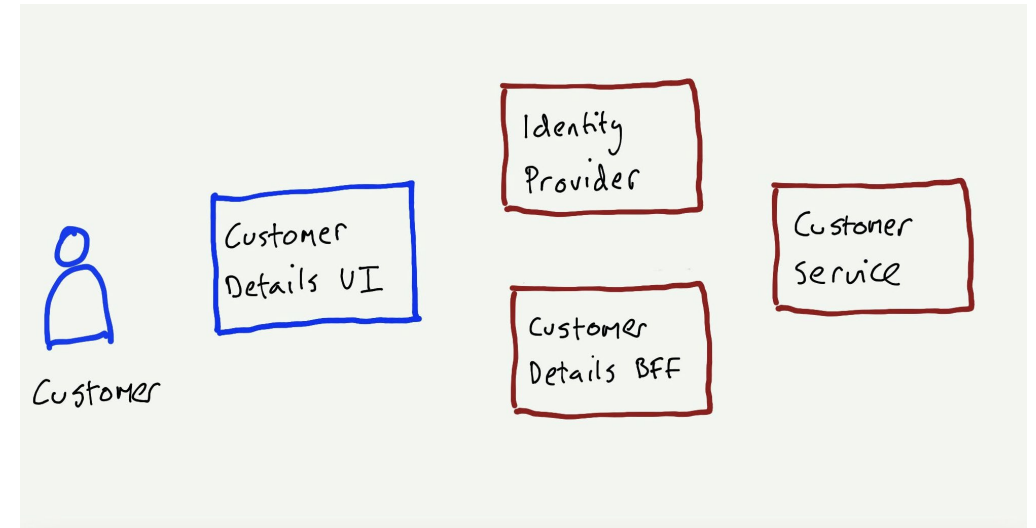 Customer
Customer
Details UI
Identity
Provider
Customer
Details BFF
Customer
Service